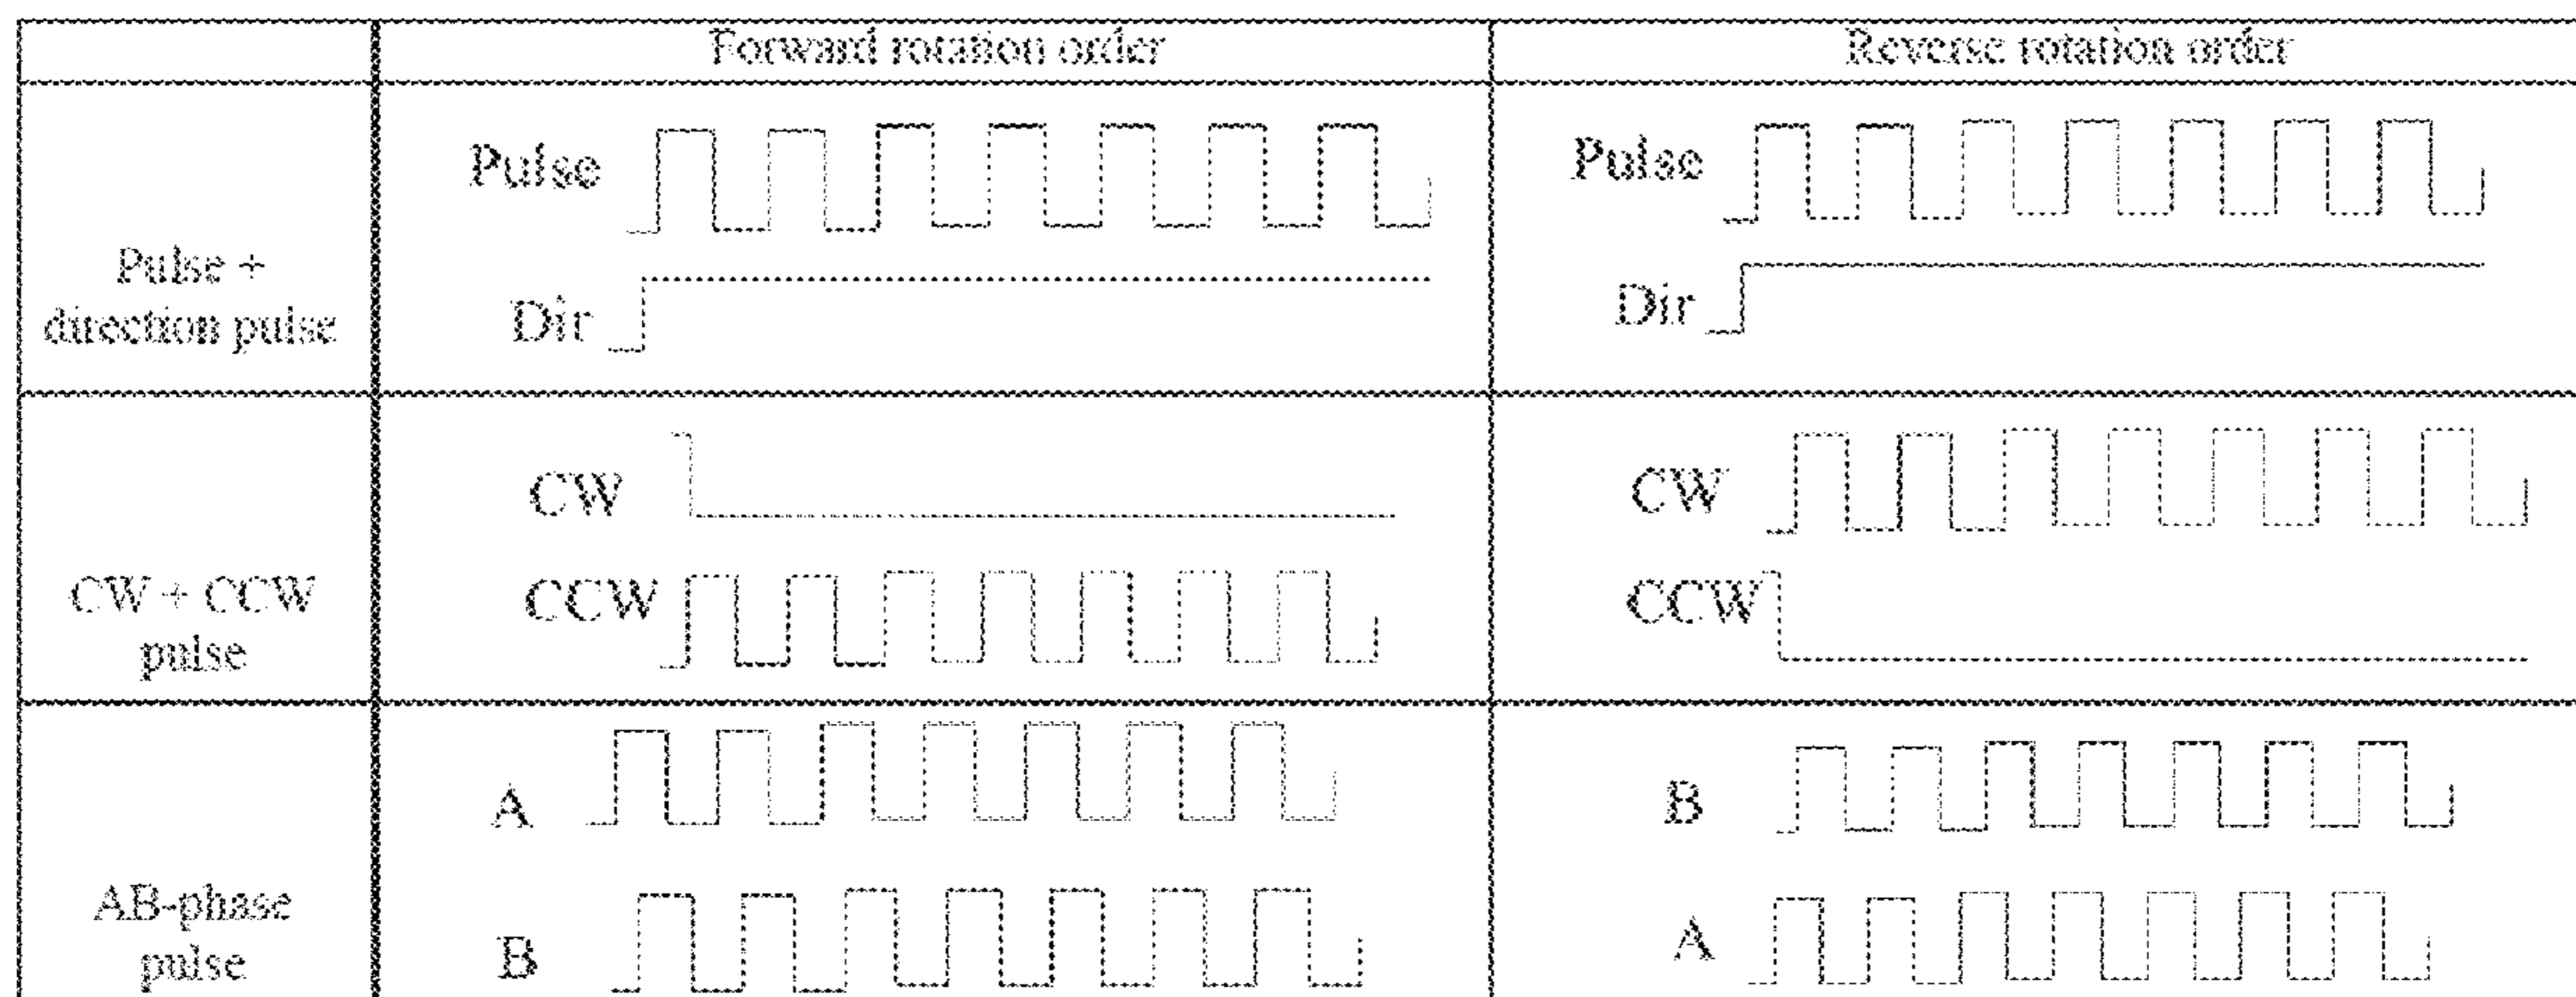 Forward rotation order
Reverse rotation order
Pulse +
direction pulse
Pulse
Dir
Pulse
Dir
CW + CCW
pulse
CW
CCW
CW
CCW
AB-phase
pulse
A
B
B
A